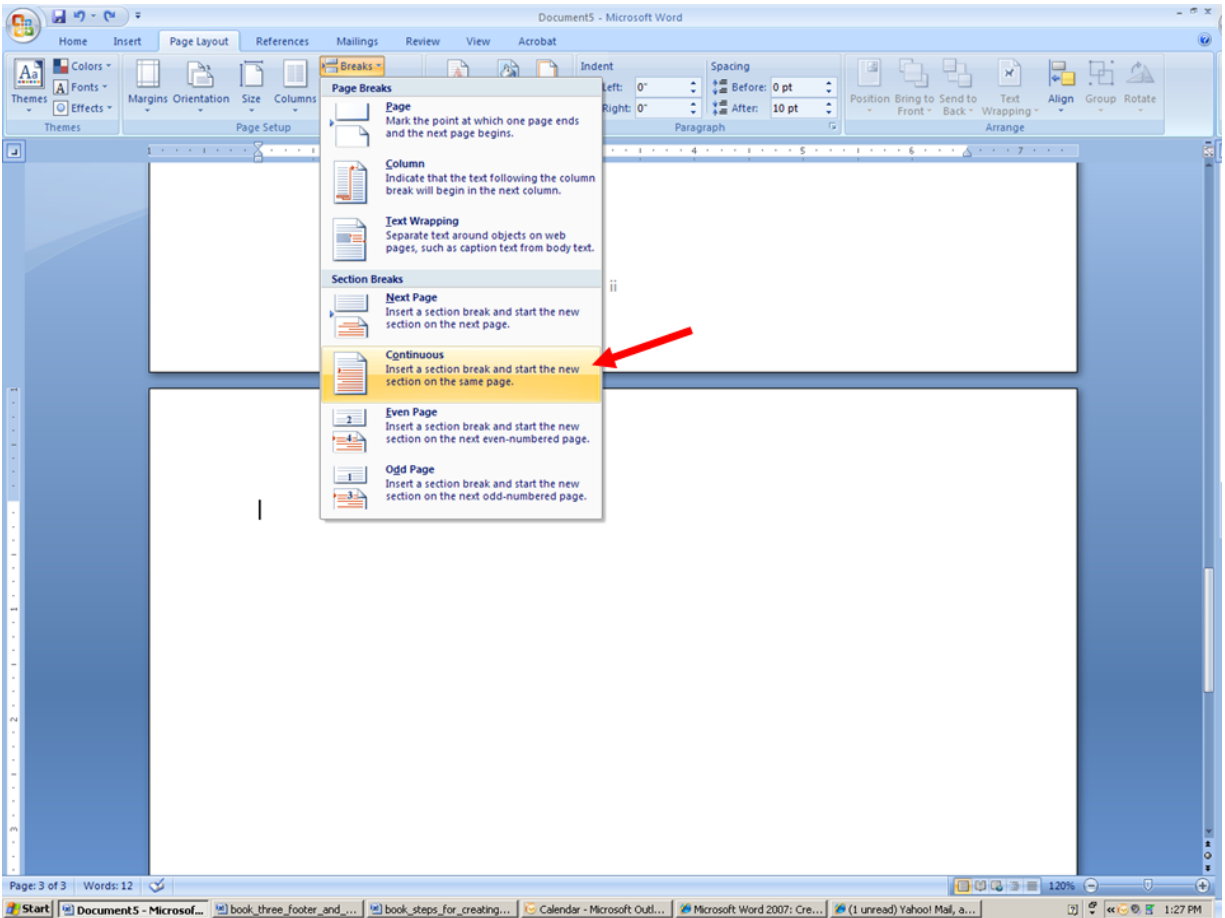 Document5 - Microsoft Word
Home Insert Page Layout References Mailings Review View Acrobat
Themes
Colors
Fonts
Effects
Themes
Margins Orientation Size Columns
Breaks
Page Setup
Indent
Left: 0"
Right: 0"
Spacing
Before: 0 pt
After: 10 pt
Paragraph
Position Bring to Front Send to Back Text Wrapping Align Group Rotate
Arrange
Page Breaks
Page
Mark the point at which one page ends
and the next page begins.
Column
Indicate that the text following the column
break will begin in the next column.
Text Wrapping
Separate text around objects on web
pages, such as caption text from body text.
Section Breaks
Next Page
Insert a section break and start the new
section on the next page.
Continuous
Insert a section break and start the new
section on the same page.
Even Page
Insert a section break and start the new
section on the next even-numbered page.
Odd Page
Insert a section break and start the new
section on the next odd-numbered page.
ii
Page: 3 of 3 Words: 12 120%
Start Document5 - Microsof... book_three_footer_and_... book_steps_for_creating... Calendar - Microsoft Outl... Microsoft Word 2007: Cre... (1 unread) Yahoo! Mail, a... 1:27 PM